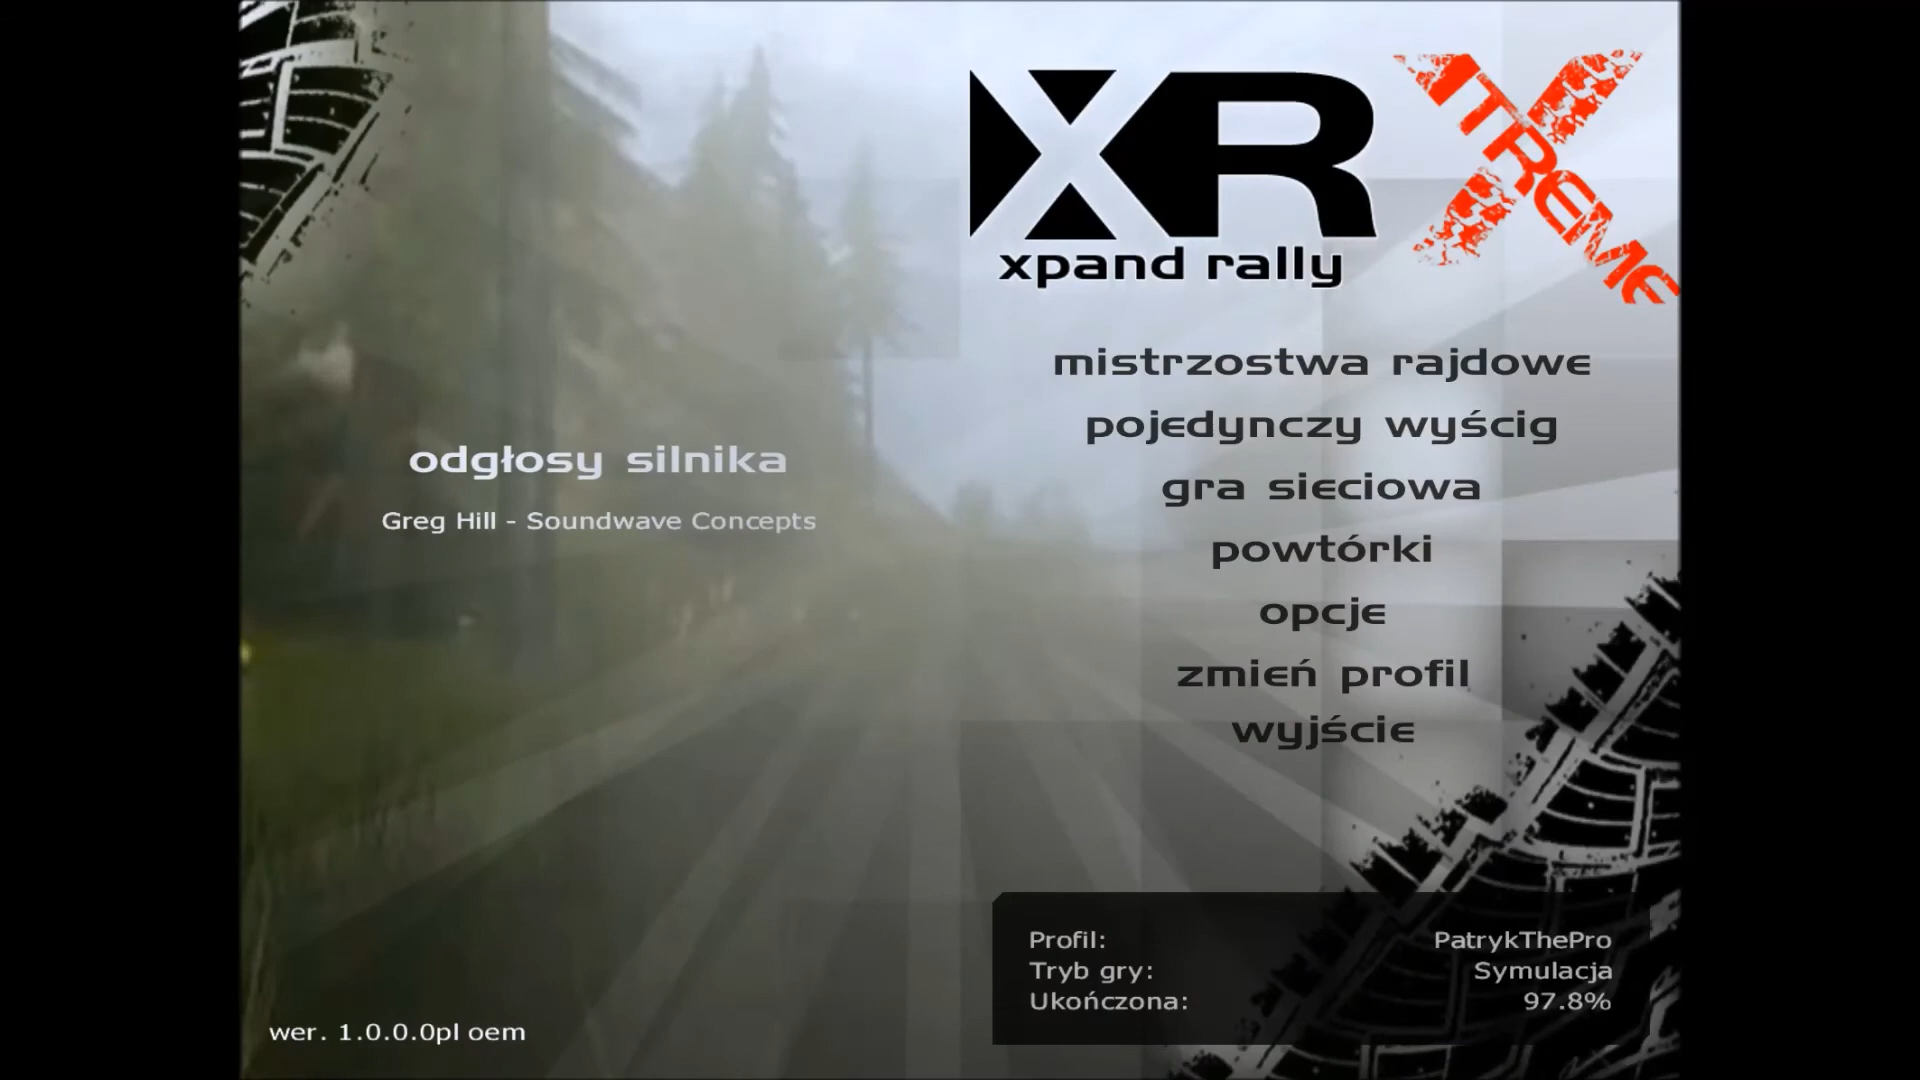 XR
XTREME
xpand rally
mistrzostwa rajdowe
pojedynczy wyścig
gra sieciowa
powtórki
opcje
zmień profil
wyjście
odgłosy silnika
Greg Hill - Soundwave Concepts
Profil: PatrykThePro
Tryb gry: Symulacja
Ukończona: 97.8%
wer. 1.0.0.0pl oem